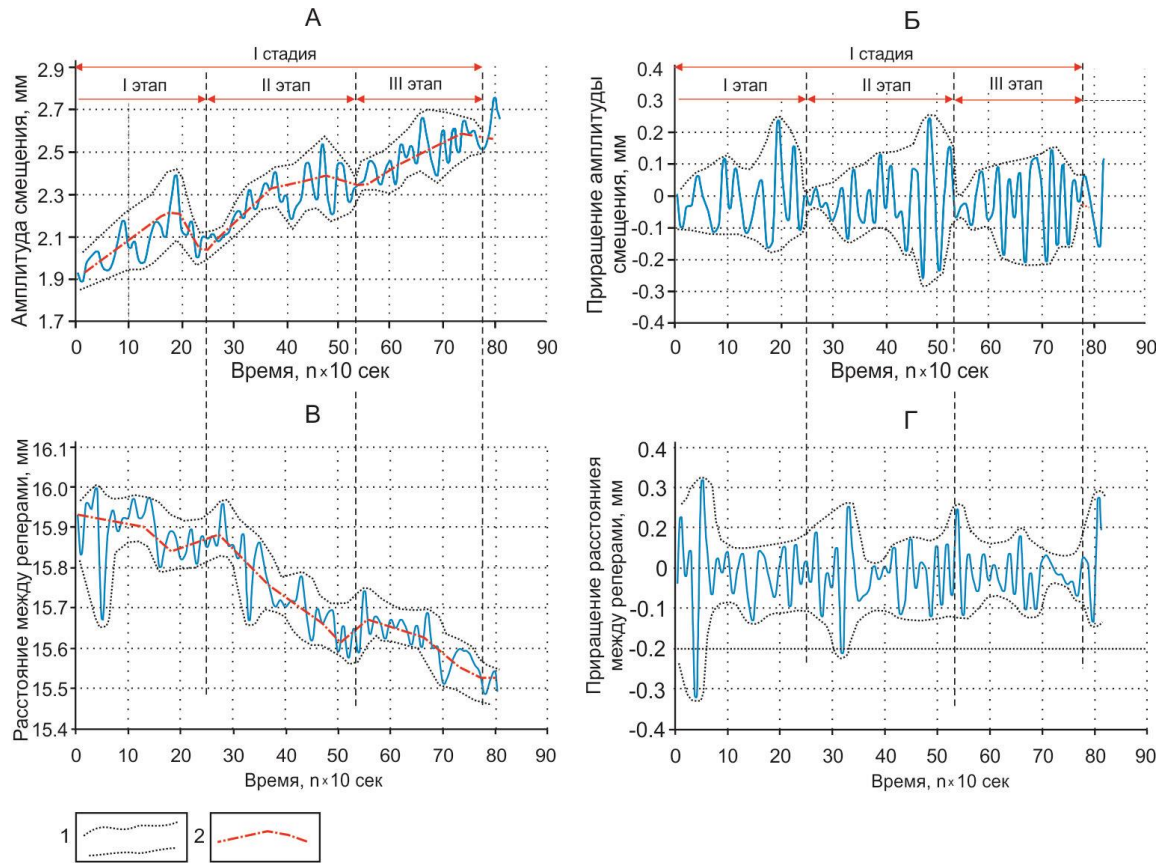 А
I стадия
I этап II этап III этап
Амплитуда смещения, мм
2.9
2.7
2.5
2.3
2.1
1.9
1.7
0 10 20 30 40 50 60 70 80 90
Время, n×10 сек
Б
I стадия
I этап II этап III этап
Приращение амплитуды
смещения, мм
0.4
0.3
0.2
0.1
0
-0.1
-0.2
-0.3
-0.4
0 10 20 30 40 50 60 70 80 90
Время, n×10 сек
В
Расстояние между реперами, мм
16.1
16.0
15.9
15.8
15.7
15.6
15.5
15.4
0 10 20 30 40 50 60 70 80 90
Время, n×10 сек
Г
Приращение расстояниея
между реперами, мм
0.4
0.3
0.2
0
-0.1
-0.2
-0.3
-0.4
0 10 20 30 40 50 60 70 80 90
Время, n×10 сек
1 2